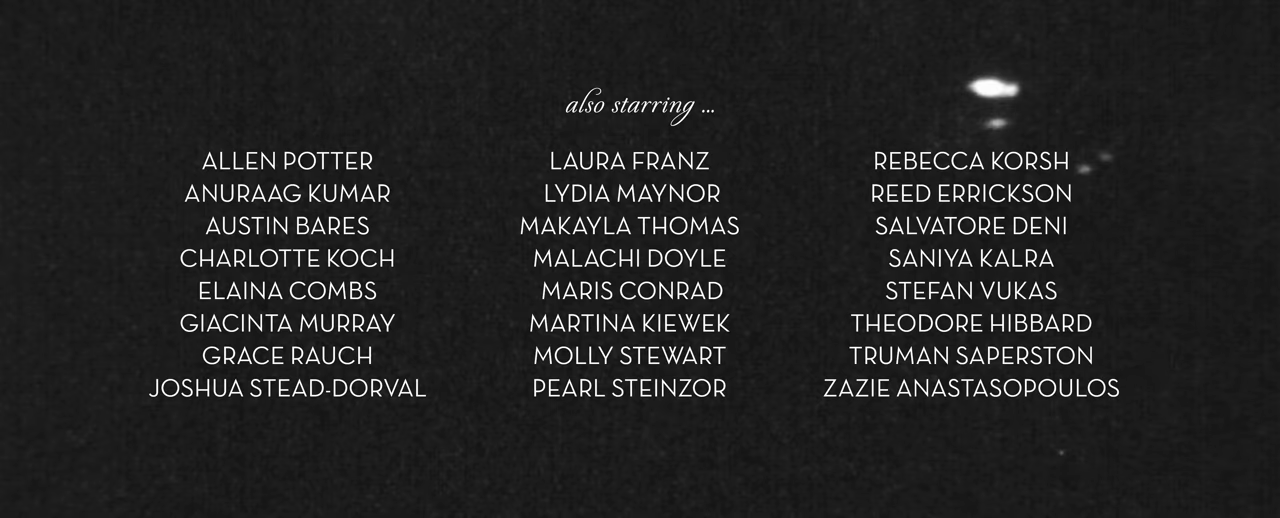 also starring ...
ALLEN POTTER
ANURAAG KUMAR
AUSTIN BARES
CHARLOTTE KOCH
ELAINA COMBS
GIACINTA MURRAY
GRACE RAUCH
JOSHUA STEAD-DORVAL
LAURA FRANZ
LYDIA MAYNOR
MAKAYLA THOMAS
MALACHI DOYLE
MARIS CONRAD
MARTINA KIEWEK
MOLLY STEWART
PEARL STEINZOR
REBECCA KORSH
REED ERRICKSON
SALVATORE DENI
SANIYA KALRA
STEFAN VUKAS
THEODORE HIBBARD
TRUMAN SAPERSTON
ZAZIE ANASTASOPOULOS